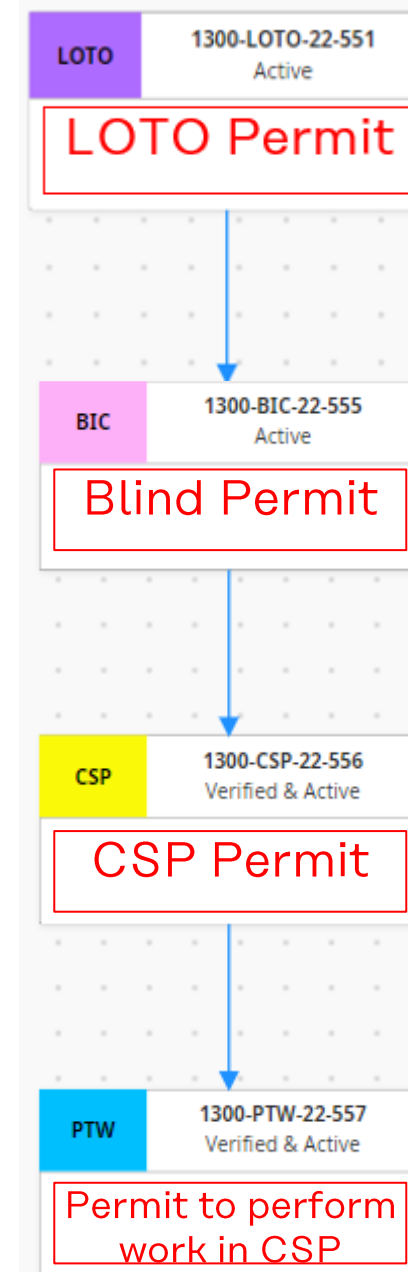 LOTO
1300-LOTO-22-551
Active
LOTO Permit
BIC
1300-BIC-22-555
Active
Blind Permit
CSP
1300-CSP-22-556
Verified & Active
CSP Permit
PTW
1300-PTW-22-557
Verified & Active
Permit to perform
work in CSP